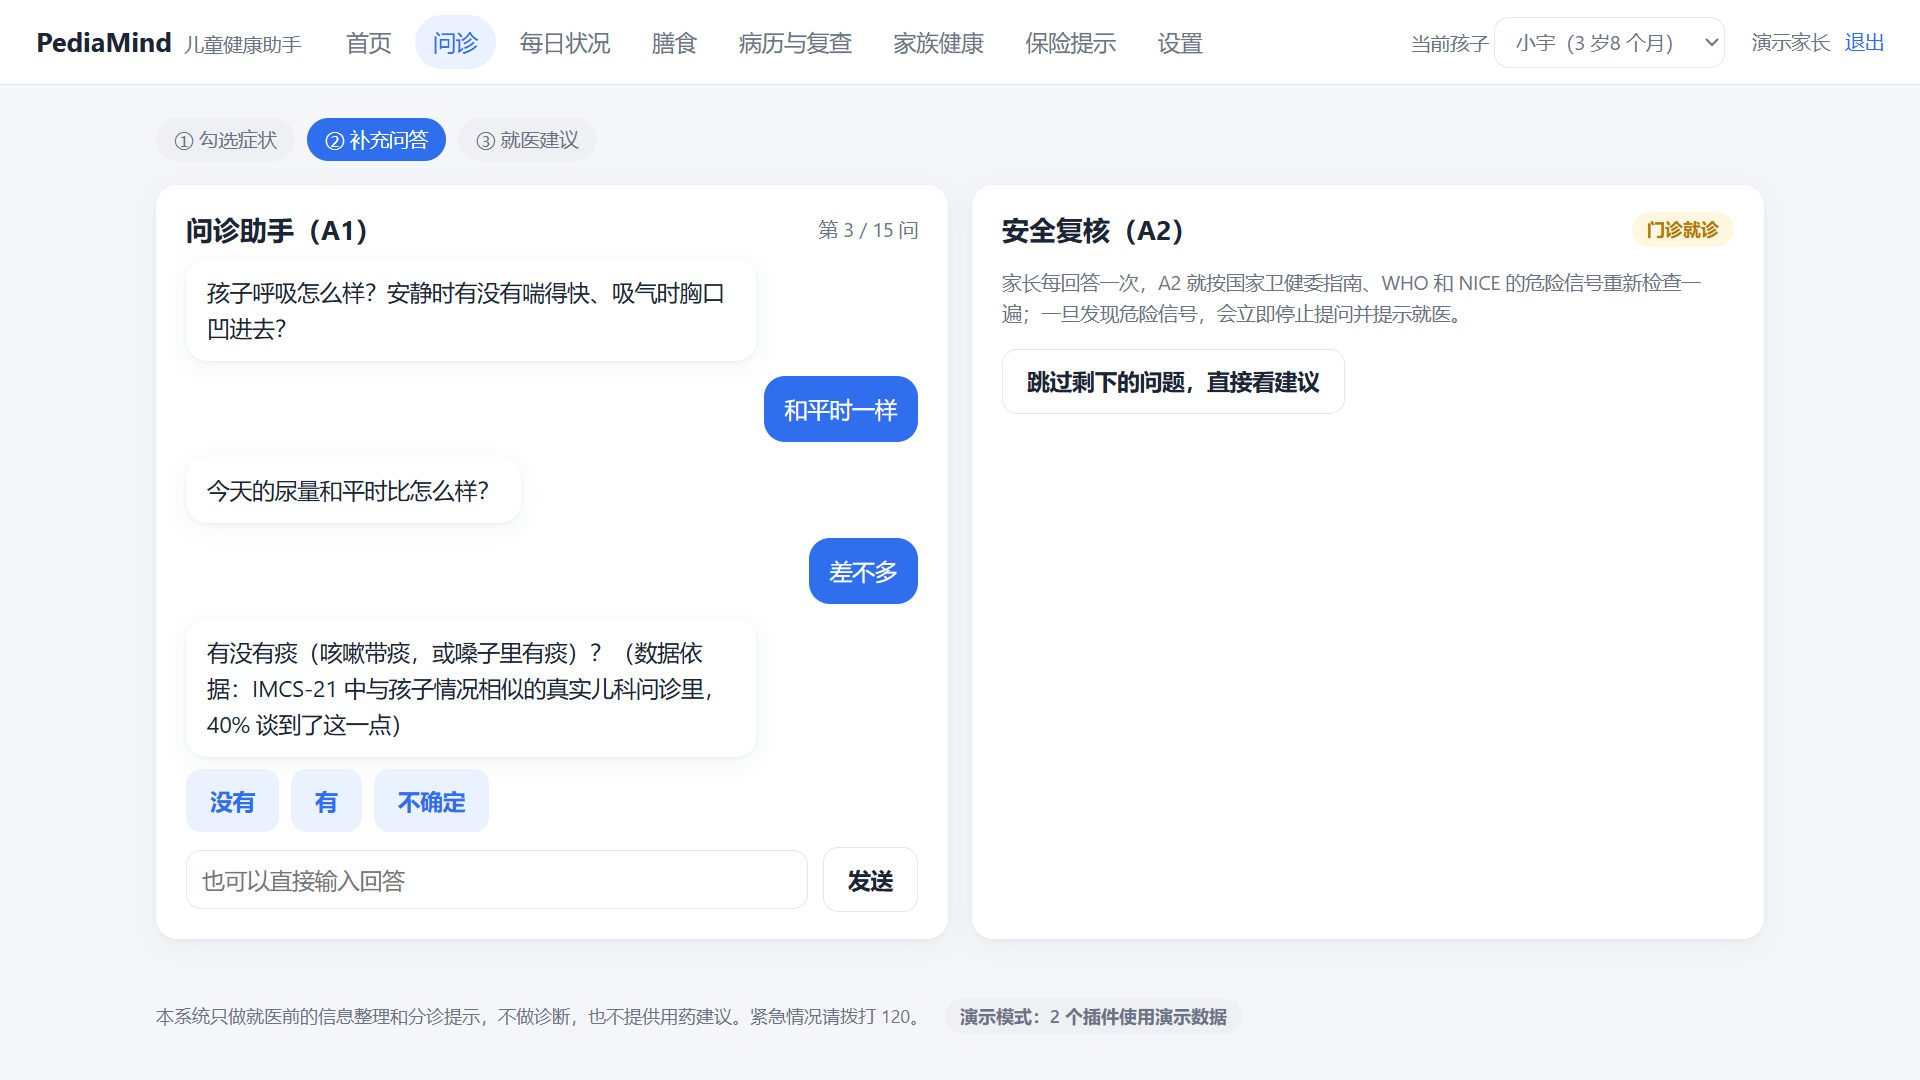 PediaMind 儿童健康助手 首页 问诊 每日状况 膳食 病历与复查 家族健康 保险提示 设置 当前孩子 小宇（3 岁8 个月） 演示家长 退出
① 勾选症状 ② 补充问答 ③ 就医建议
问诊助手（A1） 第 3 / 15 问
孩子呼吸怎么样？安静时有没有喘得快、吸气时胸口
凹进去？
和平时一样
今天的尿量和平时比怎么样？
差不多
有没有痰（咳嗽带痰，或嗓子里有痰）？（数据依
据：IMCS-21 中与孩子情况相似的真实儿科问诊里，
40% 谈到了这一点）
没有 有 不确定
也可以直接输入回答 发送
安全复核（A2） 门诊就诊
家长每回答一次，A2 就按国家卫健委指南、WHO 和 NICE 的危险信号重新检查一
遍；一旦发现危险信号，会立即停止提问并提示就医。
跳过剩下的问题，直接看建议
本系统只做就医前的信息整理和分诊提示，不做诊断，也不提供用药建议。紧急情况请拨打 120。 演示模式：2 个插件使用演示数据